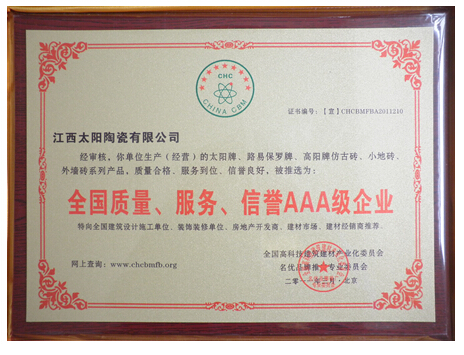 CHC
CHINA CBM
证书编号：【宣】CHCBMFBA2011210
江西太阳陶瓷有限公司
经审核，你单位生产（经营）的太阳牌、路易保罗牌、高阳牌仿古砖、小地砖、
外墙砖系列产品，质量合格、服务到位、信誉良好，被推选为：
全国质量、服务、信誉AAA级企业
特向全国建筑设计施工单位、装饰装修单位、房地产开发商、建材市场、建材经销商推荐。
全国高科技建筑建材产业化委员会
网上查询：www.chcbmfb.org
名优品牌推广专业委员会
二〇一一年三月·北京